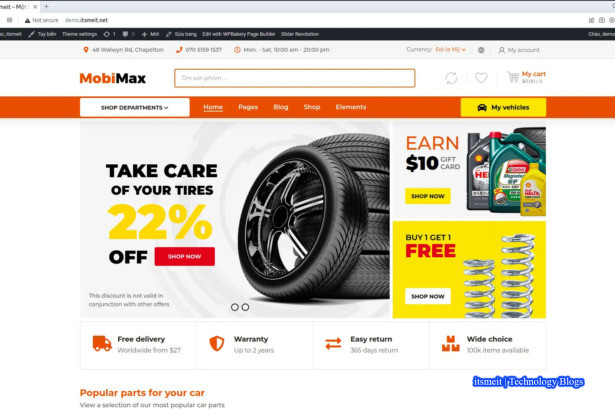 Not secure
demo.itsmeit.net
Tùy biến
Theme settings
1
0
Mới
Sửa trang
Edit with WPBakery Page Builder
Slider Revolution
48 Walwyn Rd, Chapelton
070 5159 1537
Mon. - Sat. 10:00 am - 20:00 pm
Currency: Đô-la Mỹ
My account
MobiMax
Tìm sản phẩm ...
My cart
$0.00 / 0
SHOP DEPARTMENTS
Home
Pages
Blog
Shop
Elements
My vehicles
TAKE CARE
OF YOUR TIRES
22%
OFF
SHOP NOW
This discount is not valid in
conjunction with other offers
EARN
$10 GIFT
CARD
SHOP NOW
BUY 1 GET 1
FREE
SHOP NOW
Free delivery
Worldwide from $27
Warranty
Up to 2 years
Easy return
365 days return
Wide choice
100k items available
itsmeit | Technology Blogs
Popular parts for your car
View a selection of our most popular car parts